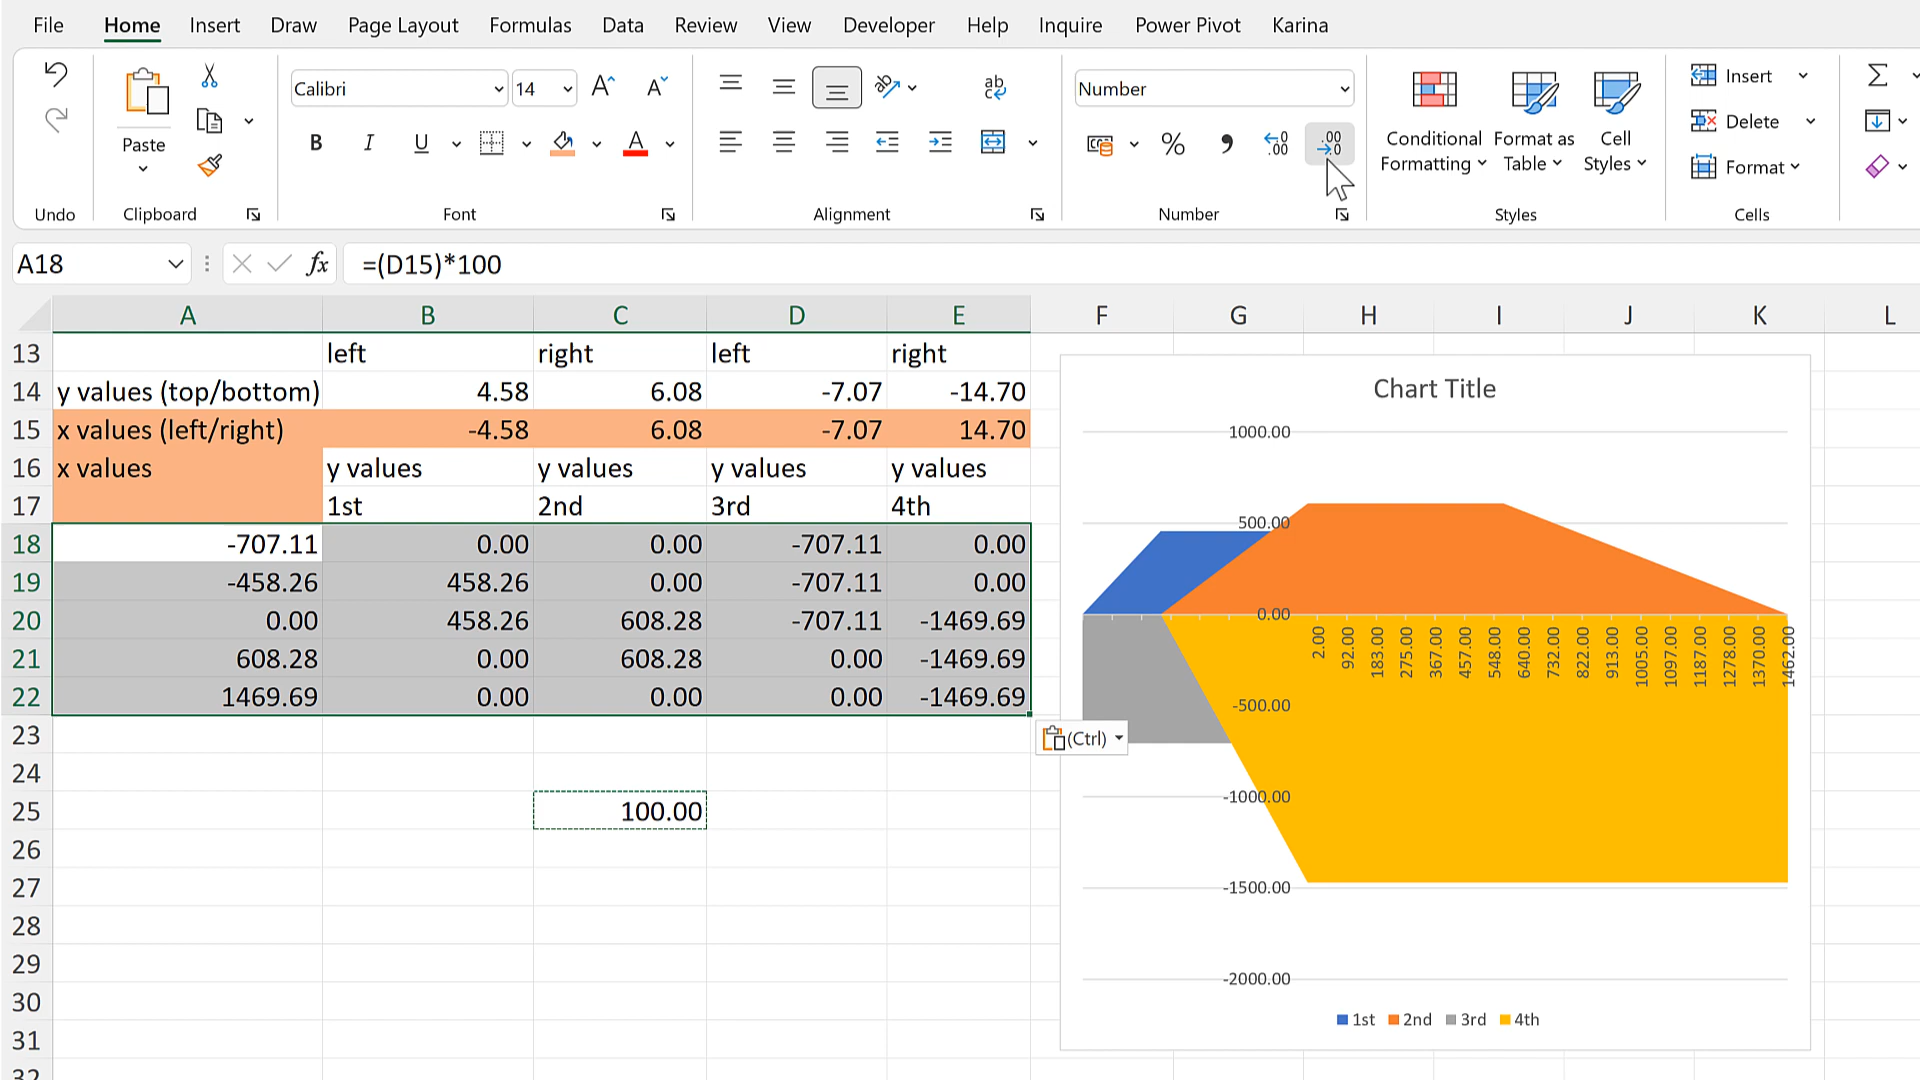 File Home Insert Draw Page Layout Formulas Data Review View Developer Help Inquire Power Pivot Karina
Paste
Calibri 14
B I U A
ab
Number
% .00 .00
Conditional Formatting
Format as Table
Cell Styles
Insert
Delete
Format
Undo Clipboard Font Alignment Number Styles Cells
A18 fx =(D15)*100
A B C D E F G H I J K L
13 left right left right
14 y values (top/bottom) 4.58 6.08 -7.07 -14.70
15 x values (left/right) -4.58 6.08 -7.07 14.70
16 x values y values y values y values y values
17 1st 2nd 3rd 4th
18 -707.11 0.00 0.00 -707.11 0.00
19 -458.26 458.26 0.00 -707.11 0.00
20 0.00 458.26 608.28 -707.11 -1469.69
21 608.28 0.00 608.28 0.00 -1469.69
22 1469.69 0.00 0.00 0.00 -1469.69
23
24
25 100.00
26
27
28
29
30
31
32
(Ctrl)
Chart Title
1000.00
500.00
0.00
-500.00
-1000.00
-1500.00
-2000.00
2.00 92.00 183.00 275.00 367.00 457.00 548.00 640.00 732.00 822.00 913.00 1005.00 1097.00 1187.00 1278.00 1370.00 1462.00
1st 2nd 3rd 4th